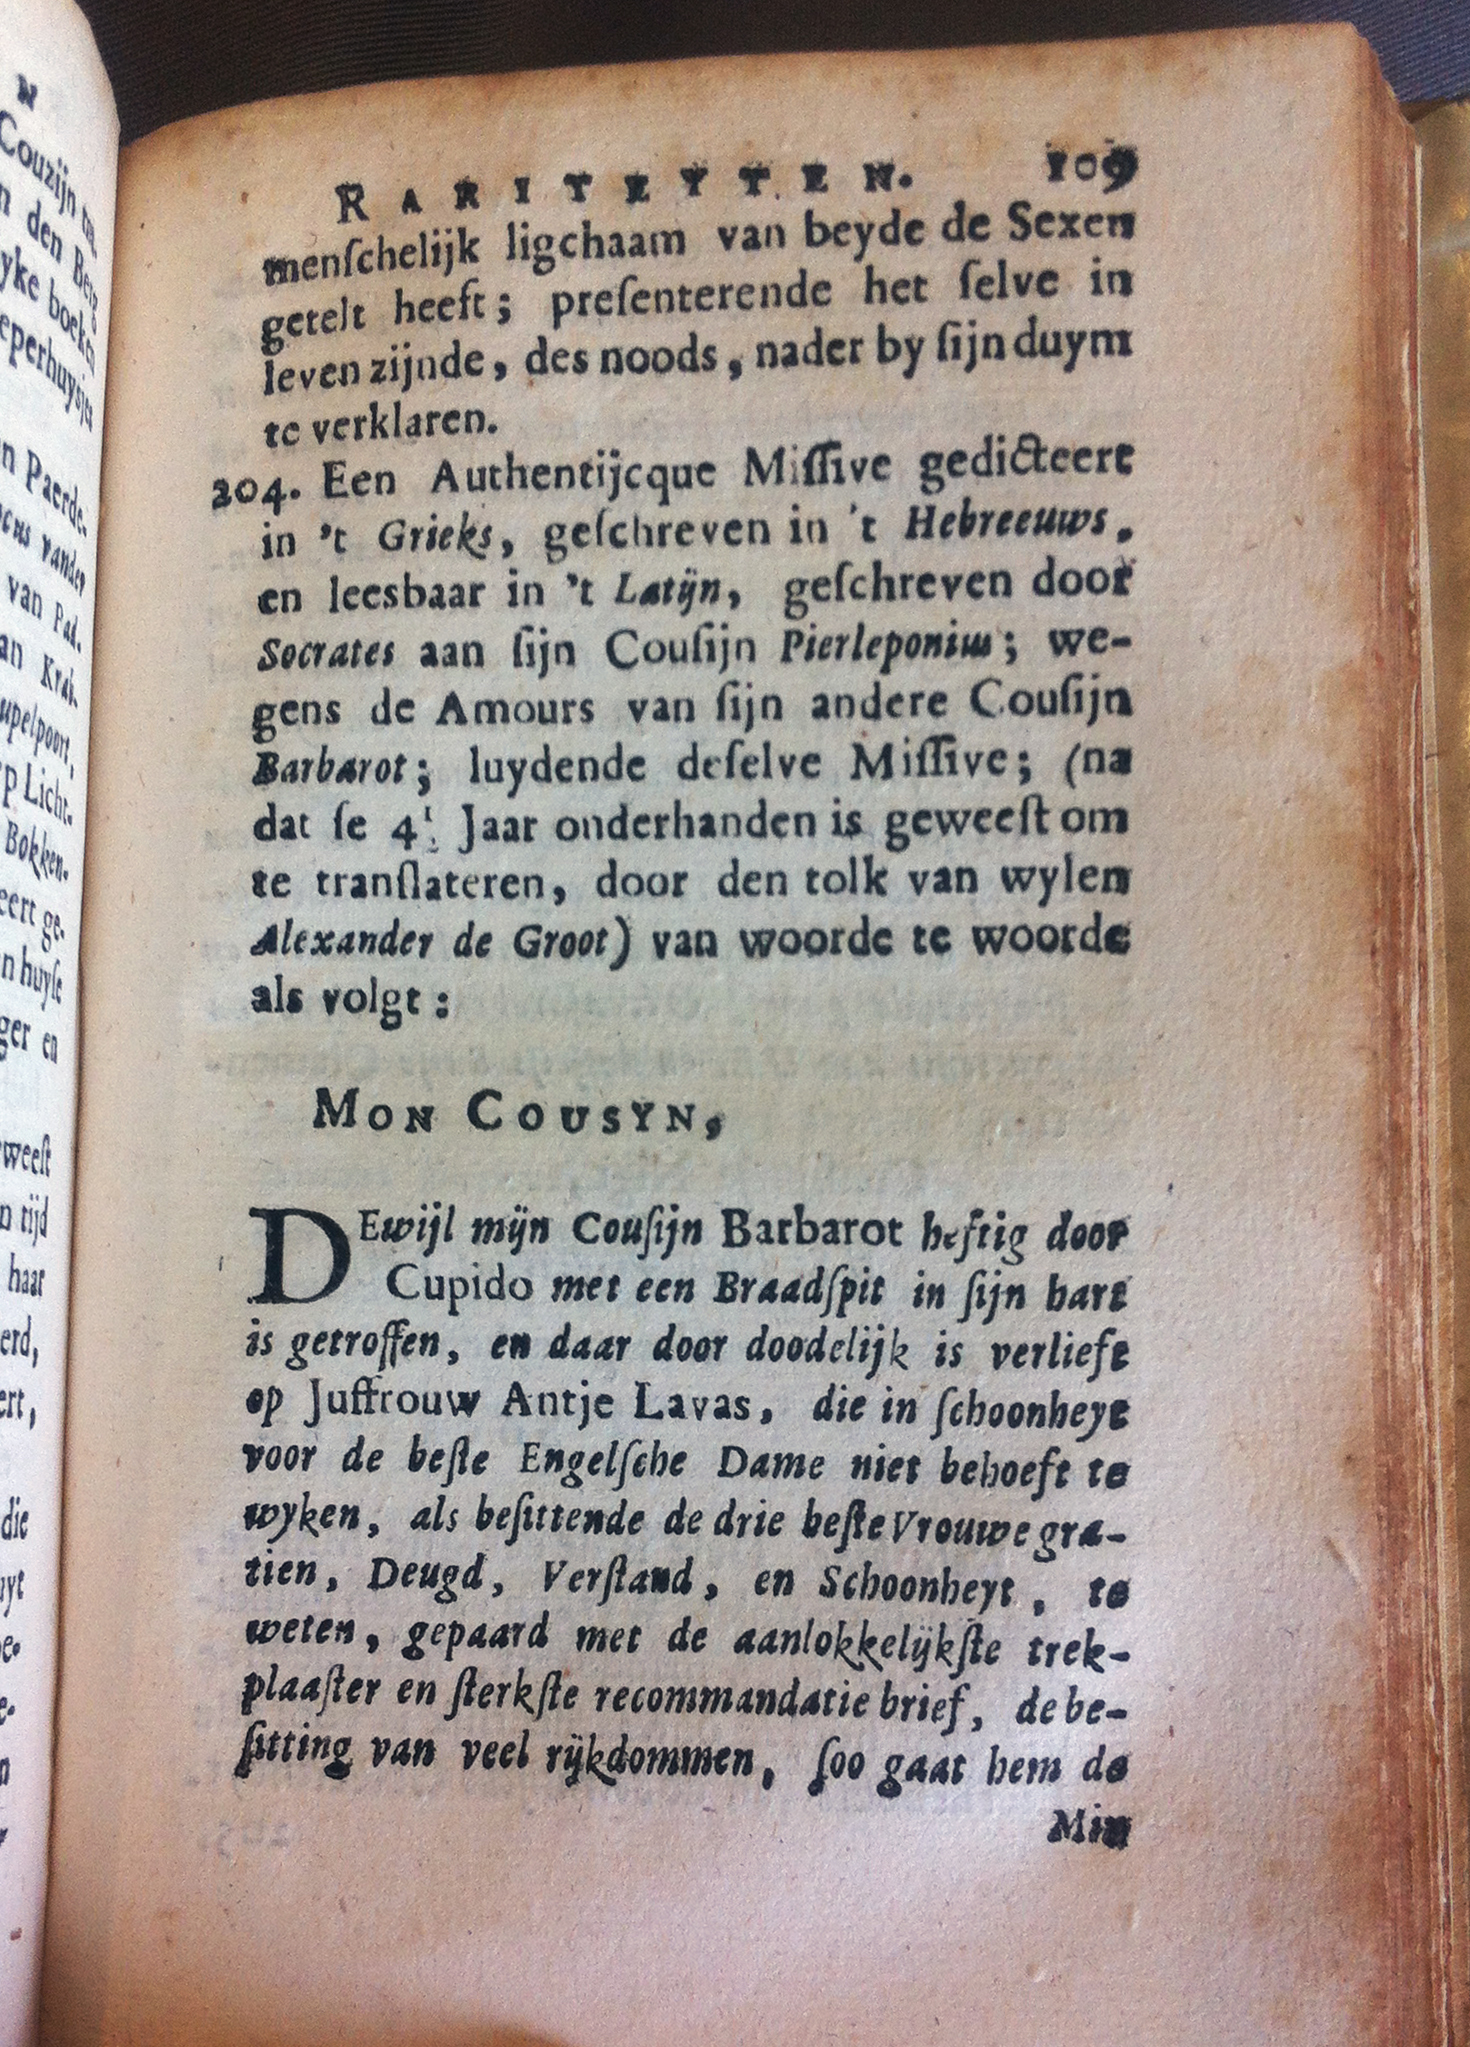 RARITEYTEN. 109
menſchelijk ligchaam van beyde de Sexen
getelt heeft; preſenterende het ſelve in
leven zijnde, des noods, nader by ſijn duym
te verklaren.
204. Een Authentijcque Miſſive gedicteert
in 't Grieks, geſchreven in 't Hebreeuws,
en leesbaar in 't Latijn, geſchreven door
Socrates aan ſijn Couſijn Pierleponius; we-
gens de Amours van ſijn andere Couſijn
Barbarot; luydende deſelve Miſſive; (na
dat ſe 4½ Jaar onderhanden is geweeſt om
te tranſlateren, door den tolk van wylen
Alexander de Groot) van woorde te woorde
als volgt:
MON COUSYN,
DEwijl mijn Couſijn Barbarot heftig door
Cupido met een Braadſpit in ſijn hart
is getroffen, en daar door doodelijk is verlieft
op Juffrouw Antje Lavas, die in ſchoonheyt
voor de beſte Engelſche Dame niet behoeft te
wyken, als beſittende de drie beſte Vrouwe gra-
tien, Deugd, Verſtand, en Schoonheyt, te
weten, gepaard met de aanlokkelijkſte trek-
plaaſter en ſterkſte recommandatie brief, de be-
ſitting van veel rijkdommen, ſoo gaat hem de
Min
N
Couzijn
den Berg
yke boeken
eperhuysjes
n Paerde-
ocus vander
van Pad.
an Krab-
upelpoort,
p Licht-
Bokken-
eert ge-
n huyſe
ger en
weeſt
n tijd
haar
erd,
ert,
die
uyt